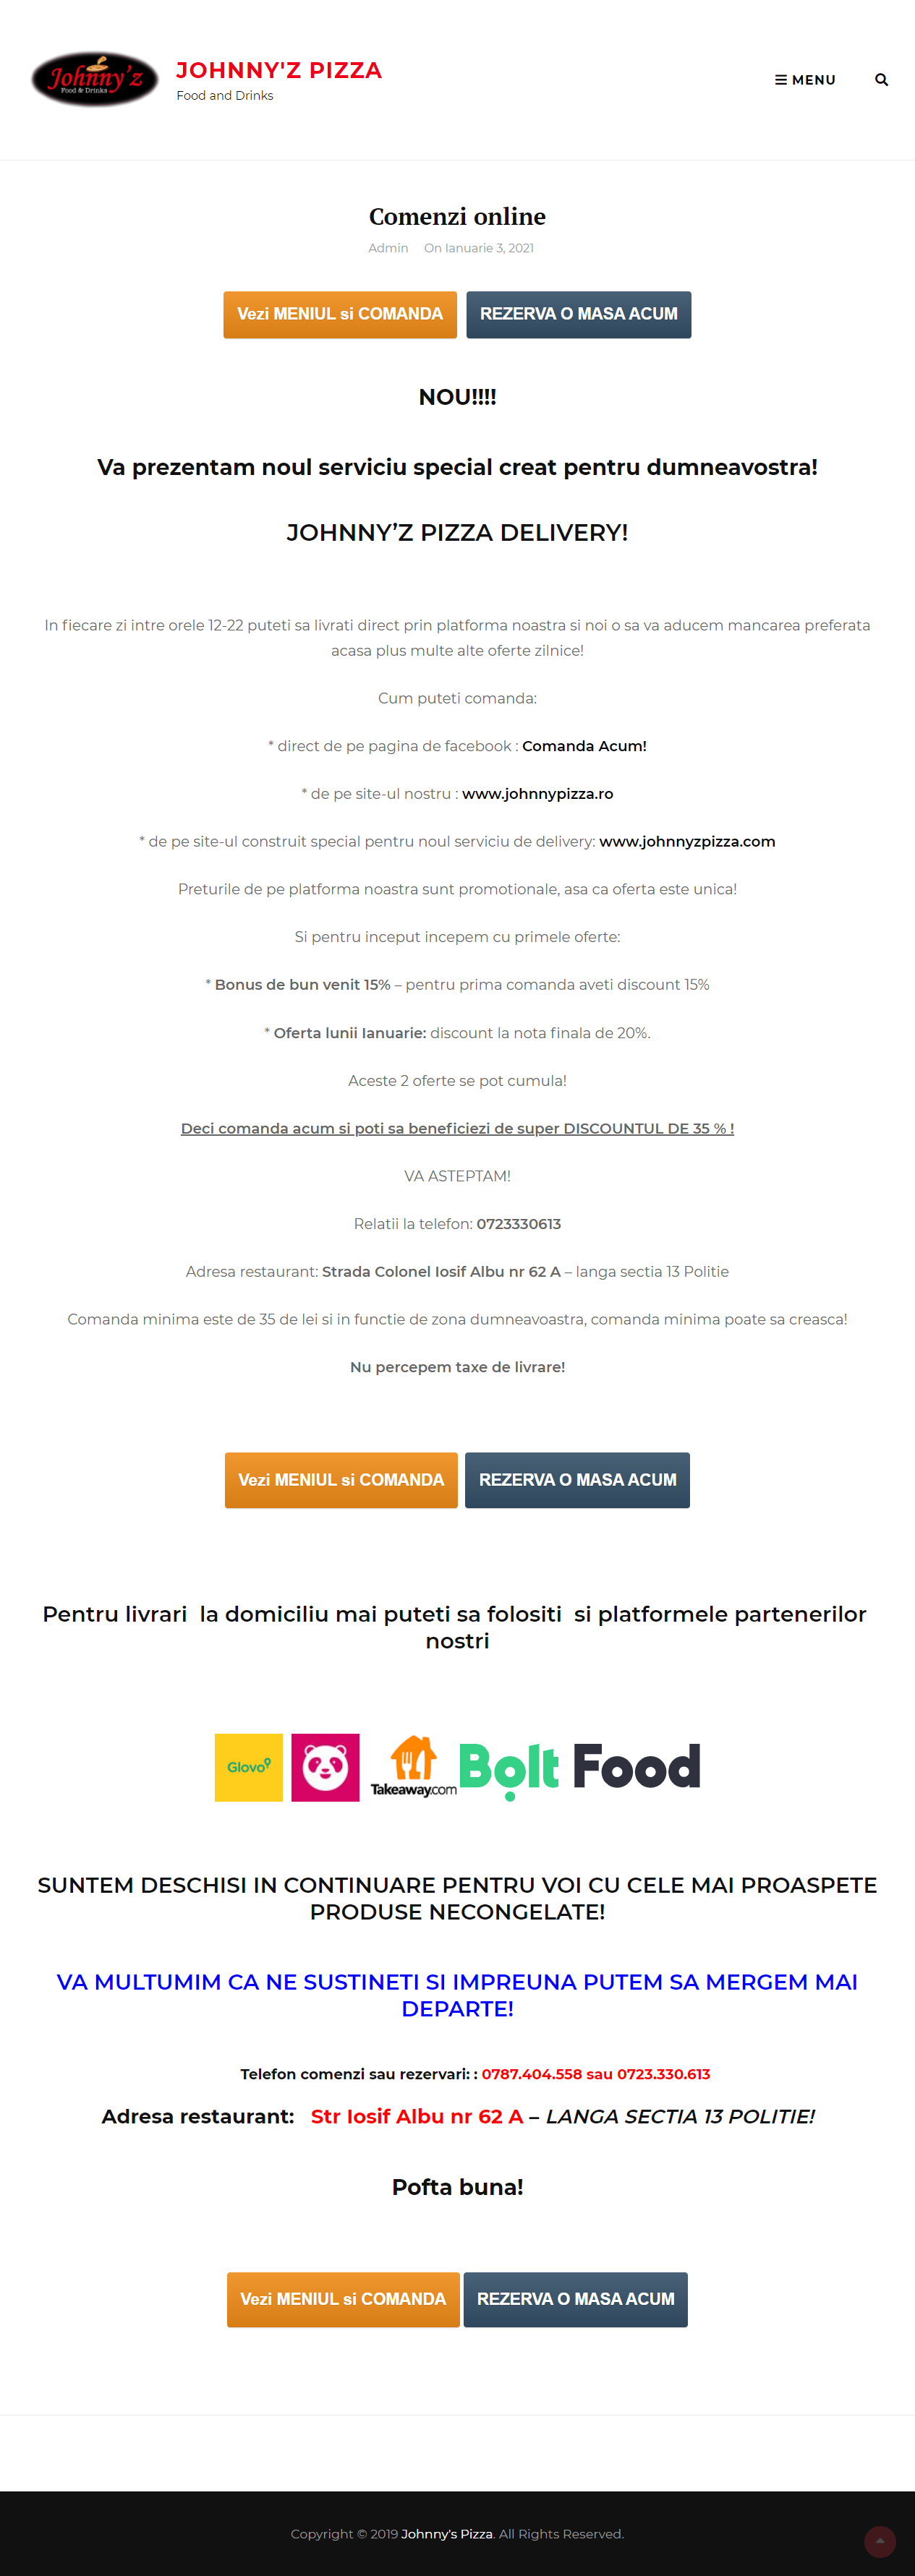 Johnny'z
Food & Drinks
JOHNNY'Z PIZZA
Food and Drinks
MENU
Comenzi online
Admin On Ianuarie 3, 2021
Vezi MENIUL si COMANDA REZERVA O MASA ACUM
NOU!!!!
Va prezentam noul serviciu special creat pentru dumneavostra!
JOHNNY’Z PIZZA DELIVERY!
In fiecare zi intre orele 12-22 puteti sa livrati direct prin platforma noastra si noi o sa va aducem mancarea preferata
acasa plus multe alte oferte zilnice!
Cum puteti comanda:
* direct de pe pagina de facebook : Comanda Acum!
* de pe site-ul nostru : www.johnnypizza.ro
* de pe site-ul construit special pentru noul serviciu de delivery: www.johnnyzpizza.com
Preturile de pe platforma noastra sunt promotionale, asa ca oferta este unica!
Si pentru inceput incepem cu primele oferte:
* Bonus de bun venit 15% – pentru prima comanda aveti discount 15%
* Oferta lunii Ianuarie: discount la nota finala de 20%.
Aceste 2 oferte se pot cumula!
Deci comanda acum si poti sa beneficiezi de super DISCOUNTUL DE 35 % !
VA ASTEPTAM!
Relatii la telefon: 0723330613
Adresa restaurant: Strada Colonel Iosif Albu nr 62 A – langa sectia 13 Politie
Comanda minima este de 35 de lei si in functie de zona dumneavoastra, comanda minima poate sa creasca!
Nu percepem taxe de livrare!
Vezi MENIUL si COMANDA REZERVA O MASA ACUM
Pentru livrari la domiciliu mai puteti sa folositi si platformele partenerilor
nostri
Glovo Takeaway.com Bolt Food
SUNTEM DESCHISI IN CONTINUARE PENTRU VOI CU CELE MAI PROASPETE
PRODUSE NECONGELATE!
VA MULTUMIM CA NE SUSTINETI SI IMPREUNA PUTEM SA MERGEM MAI
DEPARTE!
Telefon comenzi sau rezervari: : 0787.404.558 sau 0723.330.613
Adresa restaurant: Str Iosif Albu nr 62 A – LANGA SECTIA 13 POLITIE!
Pofta buna!
Vezi MENIUL si COMANDA REZERVA O MASA ACUM
Copyright © 2019 Johnny's Pizza. All Rights Reserved.